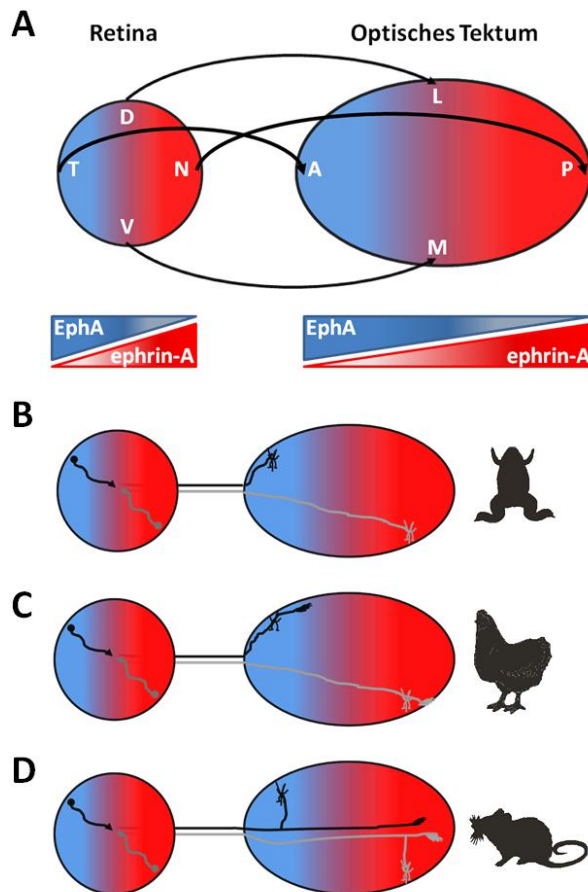 A
Retina
Optisches Tektum
D
L
T
N
A
P
V
M
EphA
ephrin-A
EphA
ephrin-A
B
C
D